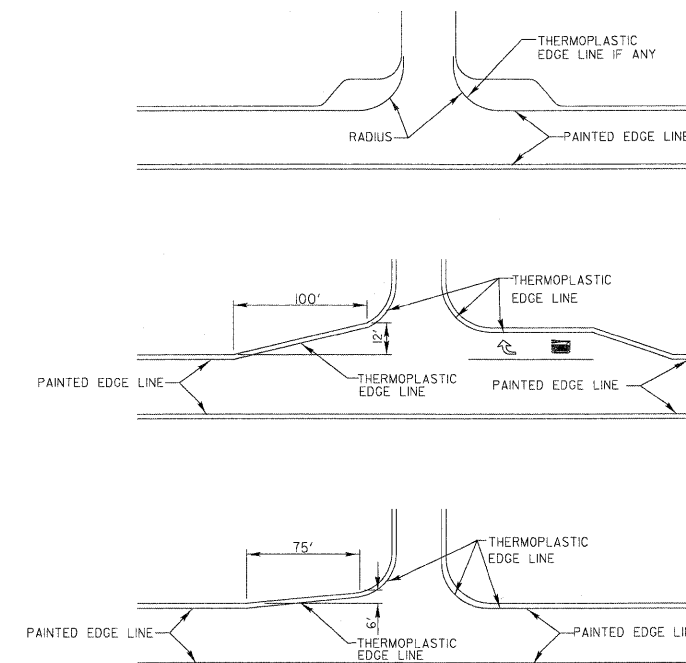 THERMOPLASTIC
EDGE LINE IF ANY
RADIUS
PAINTED EDGE LINE
100'
THERMOPLASTIC
EDGE LINE
12'
PAINTED EDGE LINE
THERMOPLASTIC
EDGE LINE
PAINTED EDGE LINE
75'
THERMOPLASTIC
EDGE LINE
6'
PAINTED EDGE LINE
THERMOPLASTIC
EDGE LINE
PAINTED EDGE